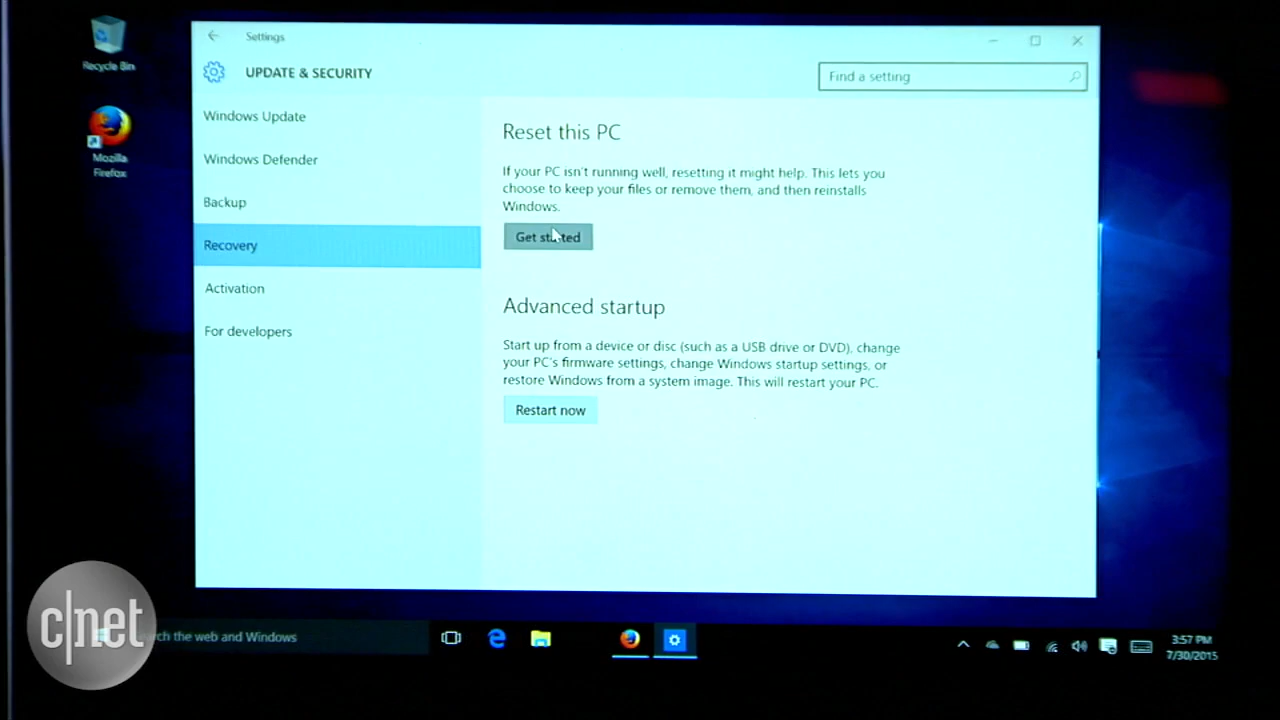 Recycle Bin
Mozilla
Firefox
Settings
UPDATE & SECURITY
Find a setting
Windows Update
Windows Defender
Backup
Recovery
Activation
For developers
Reset this PC
If your PC isn't running well, resetting it might help. This lets you
choose to keep your files or remove them, and then reinstalls
Windows.
Get started
Advanced startup
Start up from a device or disc (such as a USB drive or DVD), change
your PC's firmware settings, change Windows startup settings, or
restore Windows from a system image. This will restart your PC.
Restart now
c|net
the web and Windows
3:57 PM
7/30/2015